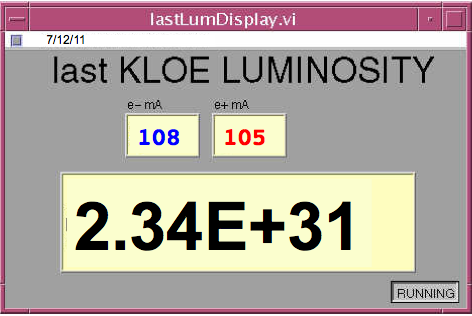 lastLumDisplay.vi
7/12/11
last KLOE LUMINOSITY
e− mA e+ mA
108 105
2.34E+31
RUNNING